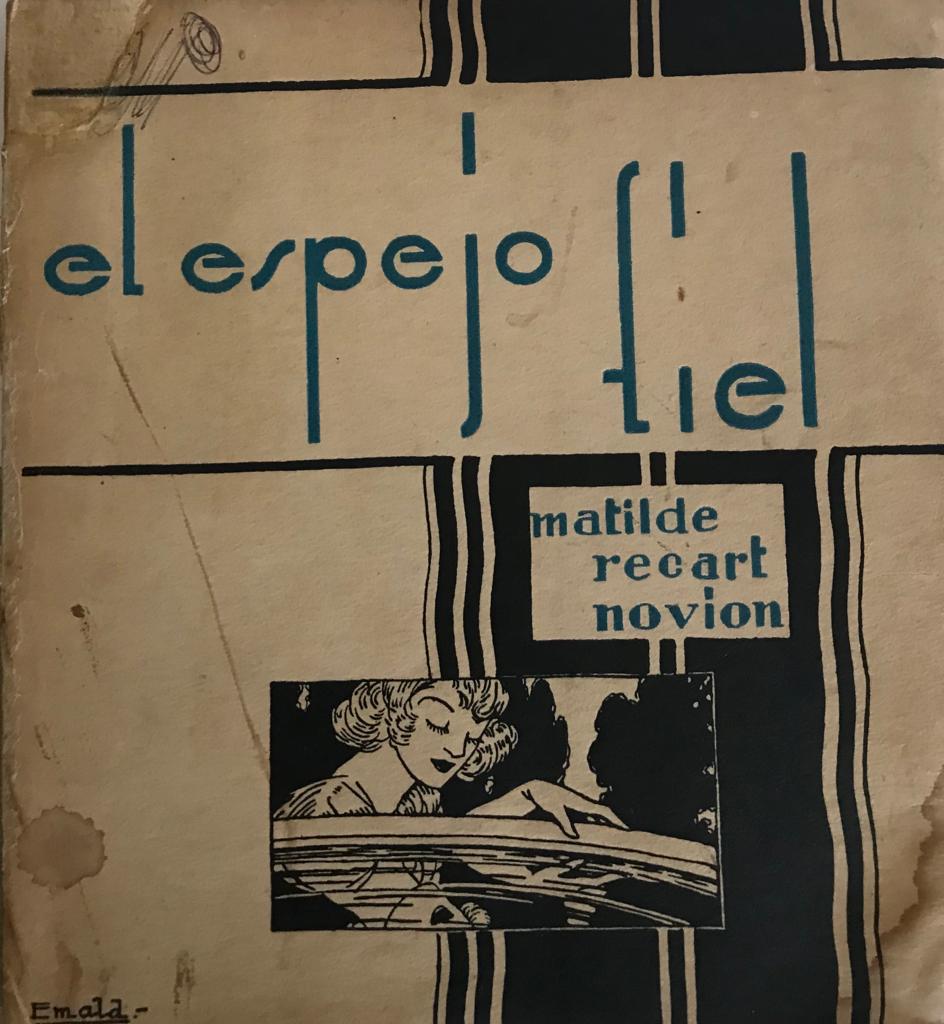 el espejo fiel
matilde
recart
novion
Emald.-